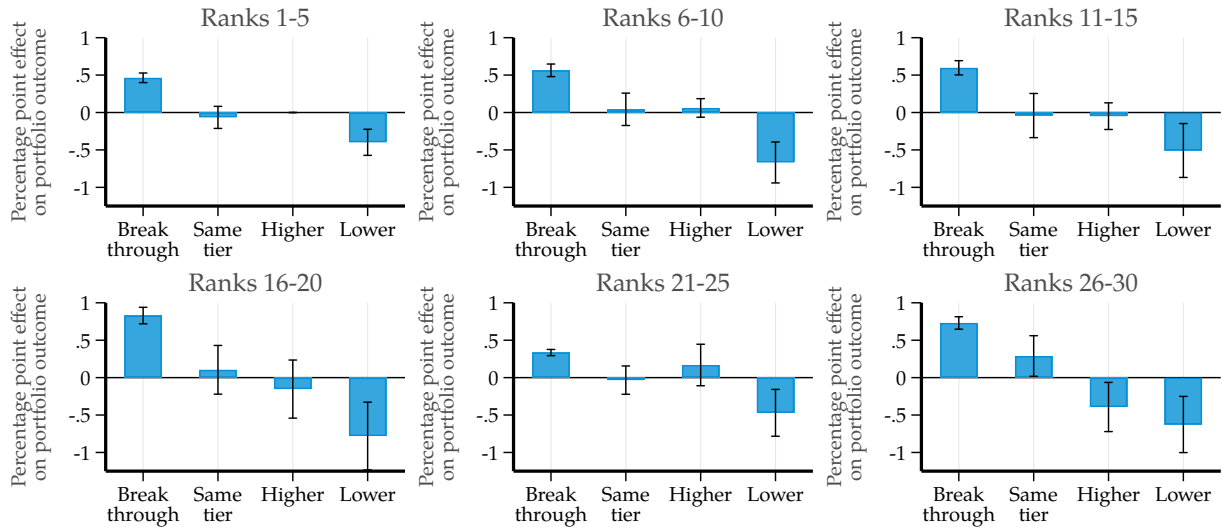 Ranks 1-5
Percentage point effect
on portfolio outcome
1
.5
0
-.5
-1
Break through
Same tier
Higher
Lower
Ranks 6-10
Percentage point effect
on portfolio outcome
1
.5
0
-.5
-1
Break through
Same tier
Higher
Lower
Ranks 11-15
Percentage point effect
on portfolio outcome
1
.5
0
-.5
-1
Break through
Same tier
Higher
Lower
Ranks 16-20
Percentage point effect
on portfolio outcome
1
.5
0
-.5
-1
Break through
Same tier
Higher
Lower
Ranks 21-25
Percentage point effect
on portfolio outcome
1
.5
0
-.5
-1
Break through
Same tier
Higher
Lower
Ranks 26-30
Percentage point effect
on portfolio outcome
1
.5
0
-.5
-1
Break through
Same tier
Higher
Lower